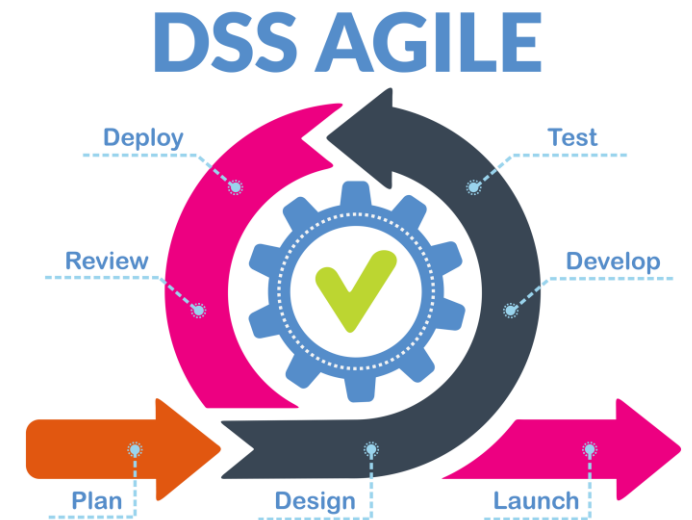 DSS AGILE
Deploy
Test
Review
Develop
Plan
Design
Launch